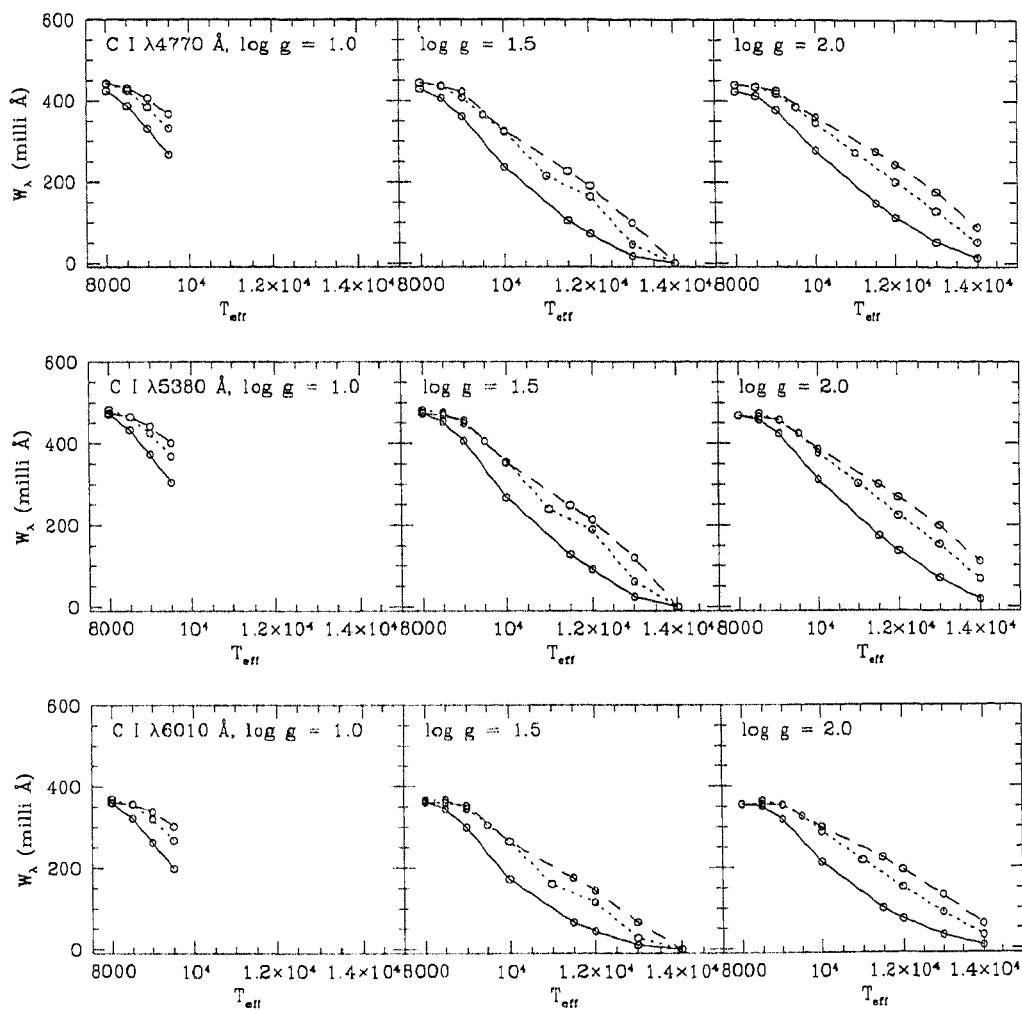 600
C I λ4770 Å, log g = 1.0
log g = 1.5
log g = 2.0
400
W_λ (milli Å)
200
0
8000 10⁴ 1.2×10⁴ 1.4×10⁴ 8000 10⁴ 1.2×10⁴ 1.4×10⁴ 8000 10⁴ 1.2×10⁴ 1.4×10⁴
T_eff T_eff T_eff
600
C I λ5380 Å, log g = 1.0
log g = 1.5
log g = 2.0
400
W_λ (milli Å)
200
0
8000 10⁴ 1.2×10⁴ 1.4×10⁴ 8000 10⁴ 1.2×10⁴ 1.4×10⁴ 8000 10⁴ 1.2×10⁴ 1.4×10⁴
T_eff T_eff T_eff
600
C I λ6010 Å, log g = 1.0
log g = 1.5
log g = 2.0
400
W_λ (milli Å)
200
0
8000 10⁴ 1.2×10⁴ 1.4×10⁴ 8000 10⁴ 1.2×10⁴ 1.4×10⁴ 8000 10⁴ 1.2×10⁴ 1.4×10⁴
T_eff T_eff T_eff